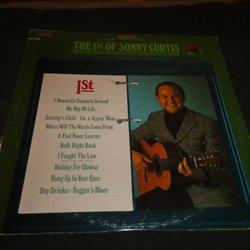 STEREO
THE 1st OF SONNY CURTIS
1st
I Wanna Go Bummin' Around
My Way Of Life
Destiny's Child - I'm a Gypsy Man
Where Will The Words Come From
A Fool Never Learns
Walk Right Back
I Fought The Law
Holiday For Clowns
Hung Up In Your Eyes
Day Drinker - Beggar's Blues